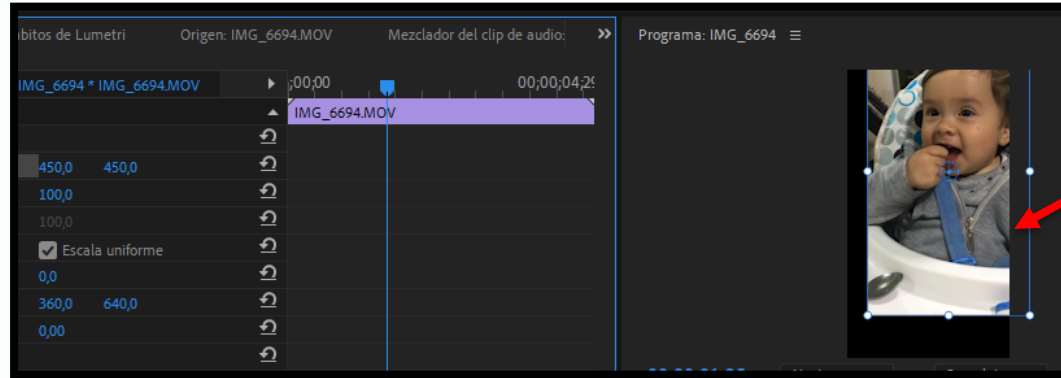 ábitos de Lumetri Origen: IMG_6694.MOV Mezclador del clip de audio: Programa: IMG_6694
IMG_6694 * IMG_6694.MOV ;00;00 00;00;04;29
IMG_6694.MOV
450,0 450,0
100,0
100,0
Escala uniforme
0,0
360,0 640,0
0,00